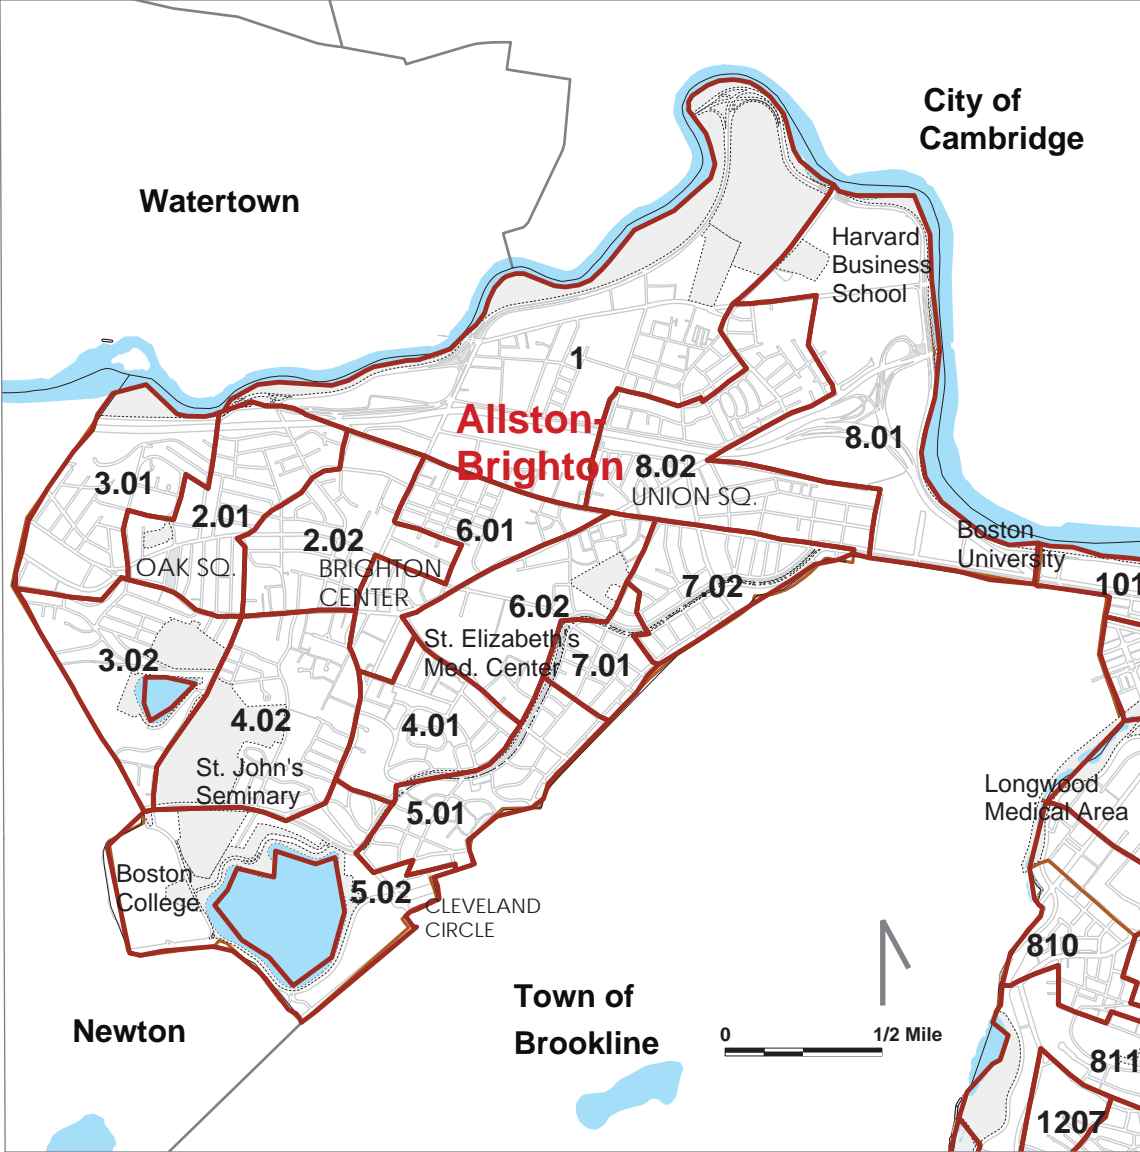 City of
Cambridge
Watertown
Harvard
Business
School
1
Allston-
Brighton
8.01
8.02
UNION SQ.
3.01
2.01
2.02
6.01
OAK SQ.
BRIGHTON
CENTER
Boston
University
101
7.02
6.02
St. Elizabeth's
Med. Center
7.01
3.02
4.02
4.01
St. John's
Seminary
5.01
Longwood
Medical Area
Boston
College
5.02
CLEVELAND
CIRCLE
810
Town of
Brookline
Newton
0
1/2 Mile
811
1207